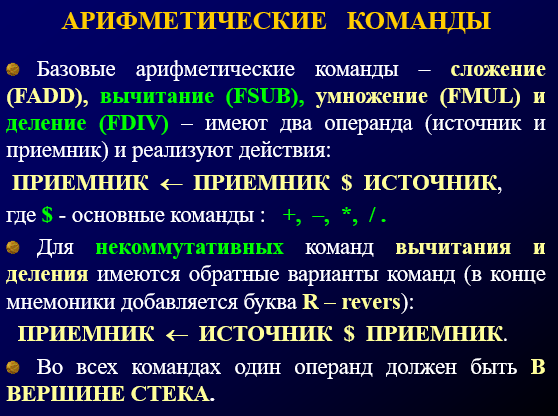 АРИФМЕТИЧЕСКИЕ КОМАНДЫ
Базовые арифметические команды – сложение
(FADD), вычитание (FSUB), умножение (FMUL) и
деление (FDIV) – имеют два операнда (источник и
приемник) и реализуют действия:
ПРИЕМНИК ← ПРИЕМНИК $ ИСТОЧНИК,
где $ - основные команды : +, –, *, / .
Для некоммутативных команд вычитания и
деления имеются обратные варианты команд (в конце
мнемоники добавляется буква R – revers):
ПРИЕМНИК ← ИСТОЧНИК $ ПРИЕМНИК.
Во всех командах один операнд должен быть В
ВЕРШИНЕ СТЕКА.